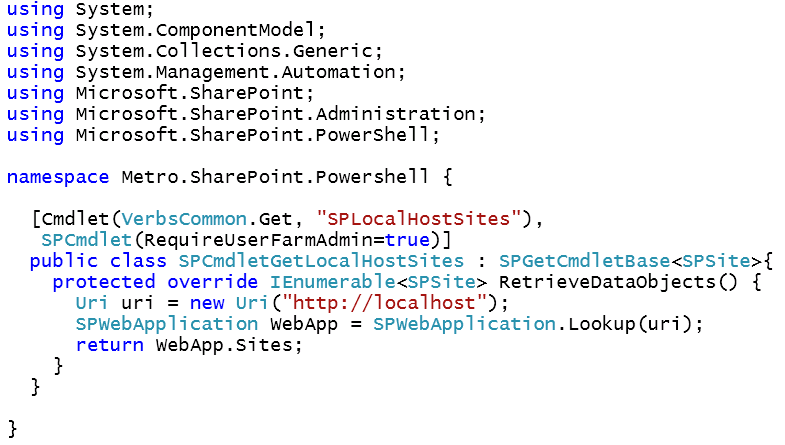 using System;
using System.ComponentModel;
using System.Collections.Generic;
using System.Management.Automation;
using Microsoft.SharePoint;
using Microsoft.SharePoint.Administration;
using Microsoft.SharePoint.PowerShell;

namespace Metro.SharePoint.Powershell {

  [Cmdlet(VerbsCommon.Get, "SPLocalHostSites"),
   SPCmdlet(RequireUserFarmAdmin=true)]
  public class SPCmdletGetLocalHostSites : SPGetCmdletBase<SPSite>{
    protected override IEnumerable<SPSite> RetrieveDataObjects() {
      Uri uri = new Uri("http://localhost");
      SPWebApplication WebApp = SPWebApplication.Lookup(uri);
      return WebApp.Sites;
    }
  }

}